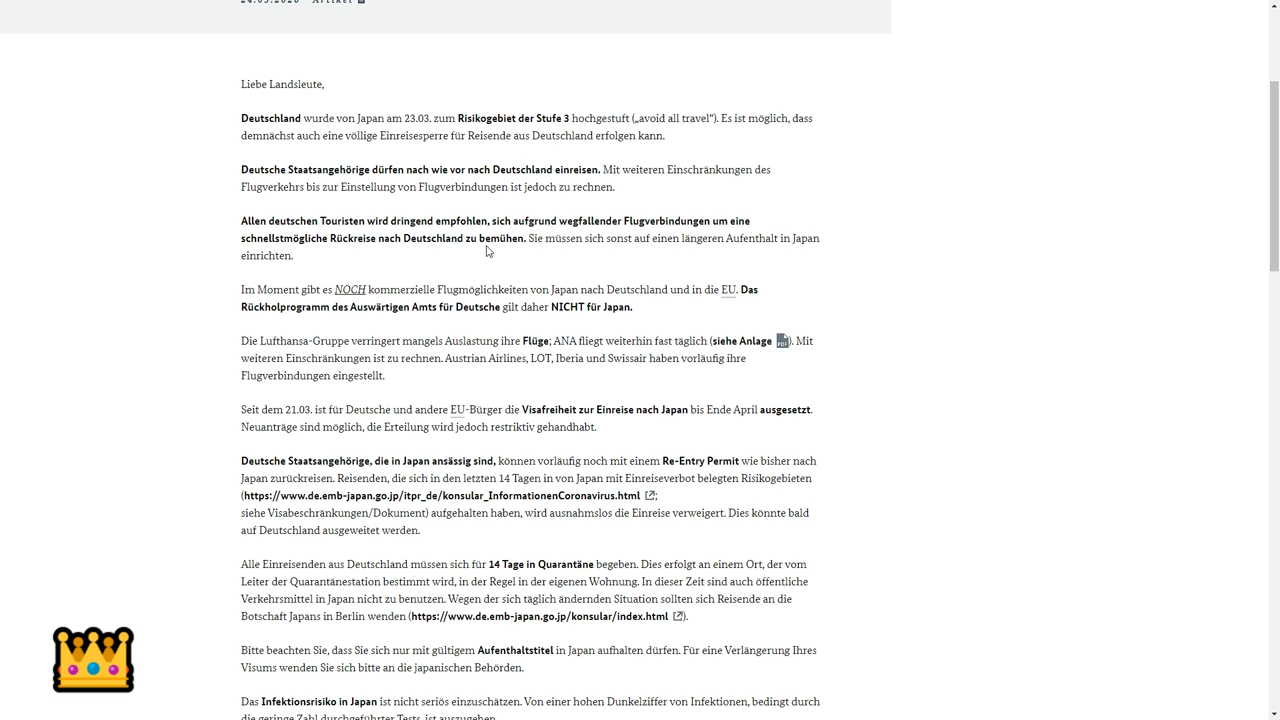 24.03.2020 Artikel
Liebe Landsleute,
Deutschland wurde von Japan am 23.03. zum Risikogebiet der Stufe 3 hochgestuft („avoid all travel“). Es ist möglich, dass
demnächst auch eine völlige Einreisesperre für Reisende aus Deutschland erfolgen kann.
Deutsche Staatsangehörige dürfen nach wie vor nach Deutschland einreisen. Mit weiteren Einschränkungen des
Flugverkehrs bis zur Einstellung von Flugverbindungen ist jedoch zu rechnen.
Allen deutschen Touristen wird dringend empfohlen, sich aufgrund wegfallender Flugverbindungen um eine
schnellstmögliche Rückreise nach Deutschland zu bemühen. Sie müssen sich sonst auf einen längeren Aufenthalt in Japan
einrichten.
Im Moment gibt es NOCH kommerzielle Flugmöglichkeiten von Japan nach Deutschland und in die EU. Das
Rückholprogramm des Auswärtigen Amts für Deutsche gilt daher NICHT für Japan.
Die Lufthansa-Gruppe verringert mangels Auslastung ihre Flüge; ANA fliegt weiterhin fast täglich (siehe Anlage PDF). Mit
weiteren Einschränkungen ist zu rechnen. Austrian Airlines, LOT, Iberia und Swissair haben vorläufig ihre
Flugverbindungen eingestellt.
Seit dem 21.03. ist für Deutsche und andere EU-Bürger die Visafreiheit zur Einreise nach Japan bis Ende April ausgesetzt.
Neuanträge sind möglich, die Erteilung wird jedoch restriktiv gehandhabt.
Deutsche Staatsangehörige, die in Japan ansässig sind, können vorläufig noch mit einem Re-Entry Permit wie bisher nach
Japan zurückreisen. Reisenden, die sich in den letzten 14 Tagen in von Japan mit Einreiseverbot belegten Risikogebieten
(https://www.de.emb-japan.go.jp/itpr_de/konsular_InformationenCoronavirus.html ;
siehe Visabeschränkungen/Dokument) aufgehalten haben, wird ausnahmslos die Einreise verweigert. Dies könnte bald
auf Deutschland ausgeweitet werden.
Alle Einreisenden aus Deutschland müssen sich für 14 Tage in Quarantäne begeben. Dies erfolgt an einem Ort, der vom
Leiter der Quarantänestation bestimmt wird, in der Regel in der eigenen Wohnung. In dieser Zeit sind auch öffentliche
Verkehrsmittel in Japan nicht zu benutzen. Wegen der sich täglich ändernden Situation sollten sich Reisende an die
Botschaft Japans in Berlin wenden (https://www.de.emb-japan.go.jp/konsular/index.html ).
Bitte beachten Sie, dass Sie sich nur mit gültigem Aufenthaltstitel in Japan aufhalten dürfen. Für eine Verlängerung Ihres
Visums wenden Sie sich bitte an die japanischen Behörden.
Das Infektionsrisiko in Japan ist nicht seriös einzuschätzen. Von einer hohen Dunkelziffer von Infektionen, bedingt durch
die geringe Zahl durchgeführter Tests, ist auszugehen.